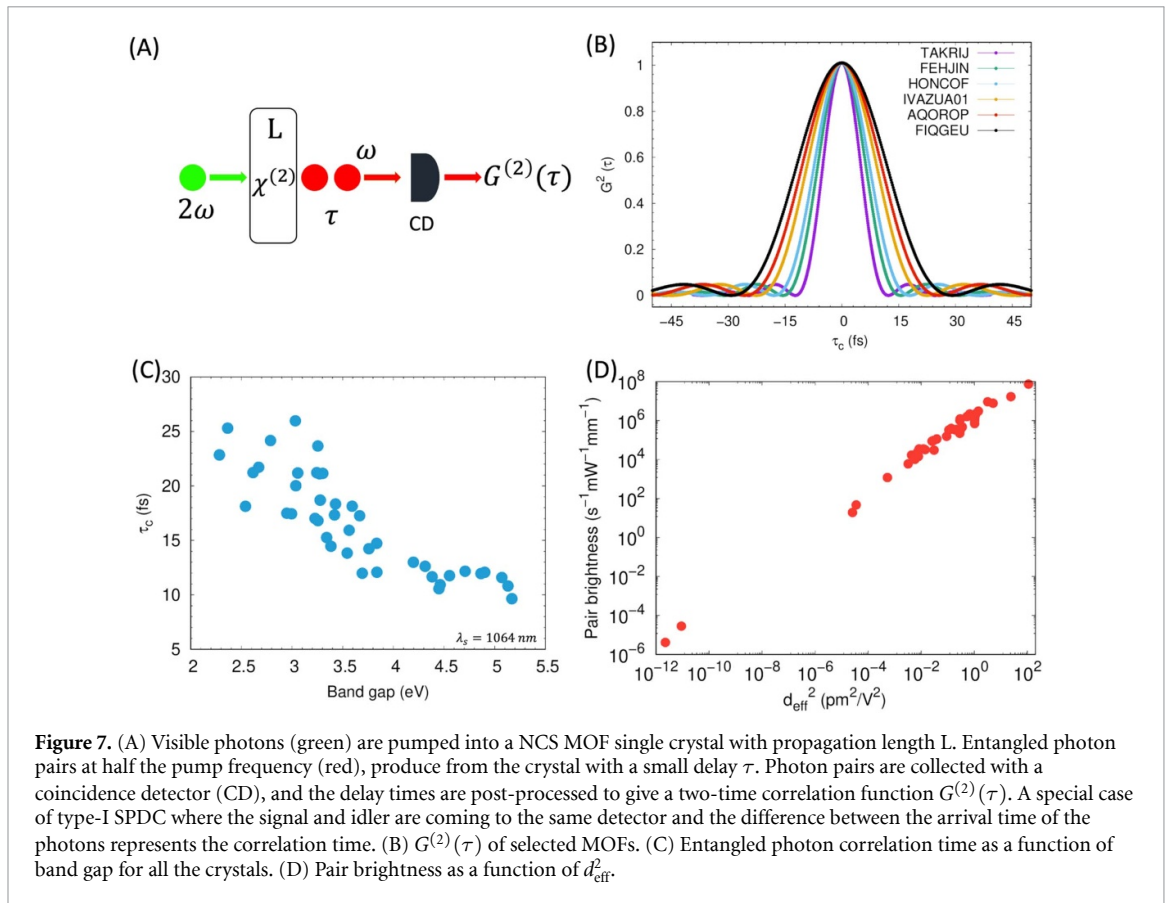 (A)
L
χ(2)
ω
2ω
τ
CD
G(2)(τ)
(B)
TAKRIJ
FEHJIN
HONCOF
IVAZUA01
AQOROP
FIQGEU
G2 (τ)
1
0.8
0.6
0.4
0.2
0
−45 −30 −15 0 15 30 45
τc (fs)
(C)
τc (fs)
30
25
20
15
10
5
2 2.5 3 3.5 4 4.5 5 5.5
Band gap (eV)
λs = 1064 nm
(D)
Pair brightness (s−1mW−1mm−1)
10^8
10^6
10^4
10^2
10^0
10^−2
10^−4
10^−6
10^−12 10^−10 10^−8 10^−6 10^−4 10^−2 10^0 10^2
deff^2 (pm2/V2)
Figure 7. (A) Visible photons (green) are pumped into a NCS MOF single crystal with propagation length L. Entangled photon
pairs at half the pump frequency (red), produce from the crystal with a small delay τ. Photon pairs are collected with a
coincidence detector (CD), and the delay times are post-processed to give a two-time correlation function G(2)(τ). A special case
of type-I SPDC where the signal and idler are coming to the same detector and the difference between the arrival time of the
photons represents the correlation time. (B) G(2)(τ) of selected MOFs. (C) Entangled photon correlation time as a function of
band gap for all the crystals. (D) Pair brightness as a function of d2eff.